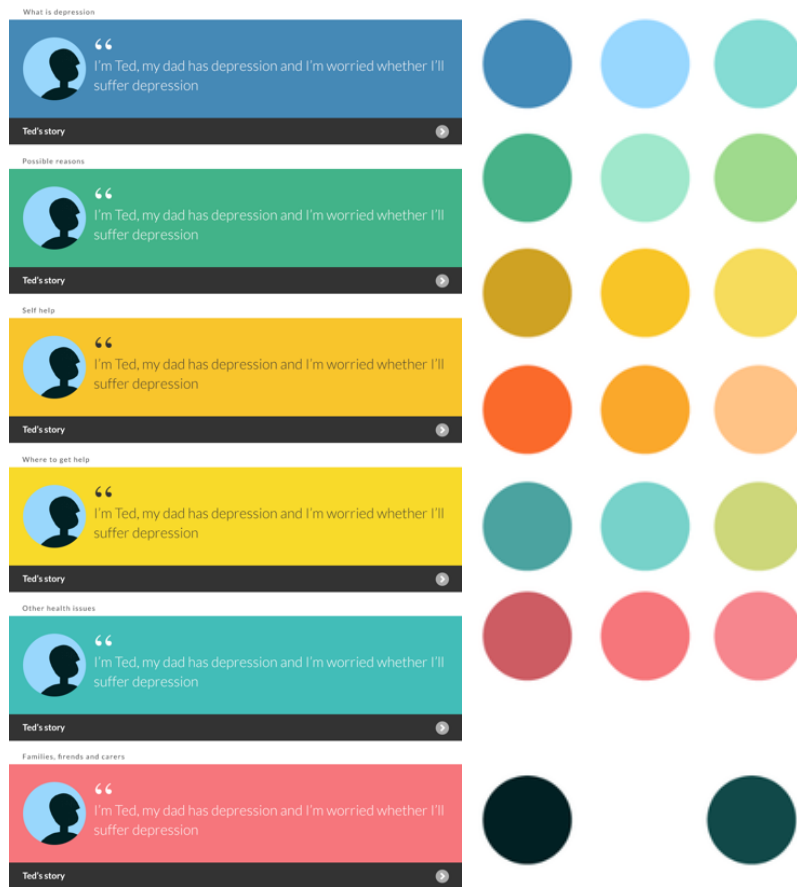 What is depression
“
I’m Ted, my dad has depression and I’m worried whether I’ll
suffer depression
Ted’s story
Possible reasons
“
I’m Ted, my dad has depression and I’m worried whether I’ll
suffer depression
Ted’s story
Self help
“
I’m Ted, my dad has depression and I’m worried whether I’ll
suffer depression
Ted’s story
Where to get help
“
I’m Ted, my dad has depression and I’m worried whether I’ll
suffer depression
Ted’s story
Other health issues
“
I’m Ted, my dad has depression and I’m worried whether I’ll
suffer depression
Ted’s story
Families, firends and carers
“
I’m Ted, my dad has depression and I’m worried whether I’ll
suffer depression
Ted’s story